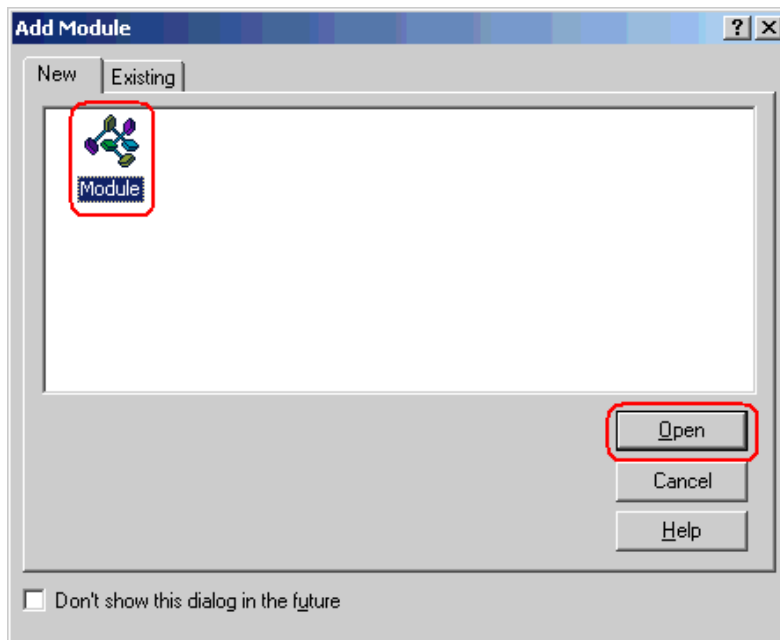 Add Module
New
Existing
Module
Open
Cancel
Help
Don't show this dialog in the future